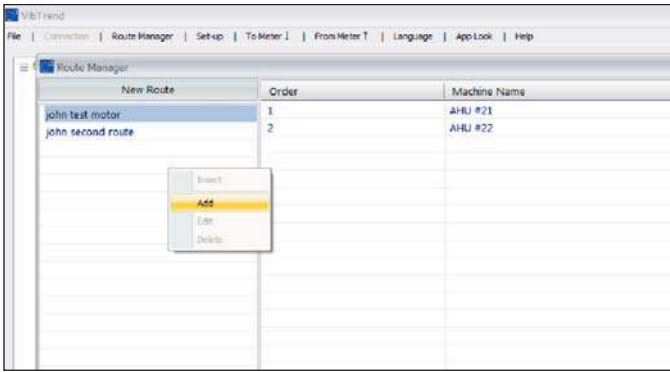 VibTrend
File | Connection | Route Manager | Set-up | To Meter ↓ | From Meter ↑ | Language | App Lock | Help
Route Manager
New Route Order Machine Name
john test motor 1 AHU #21
john second route 2 AHU #22
Insert
Add
Edit
Delete